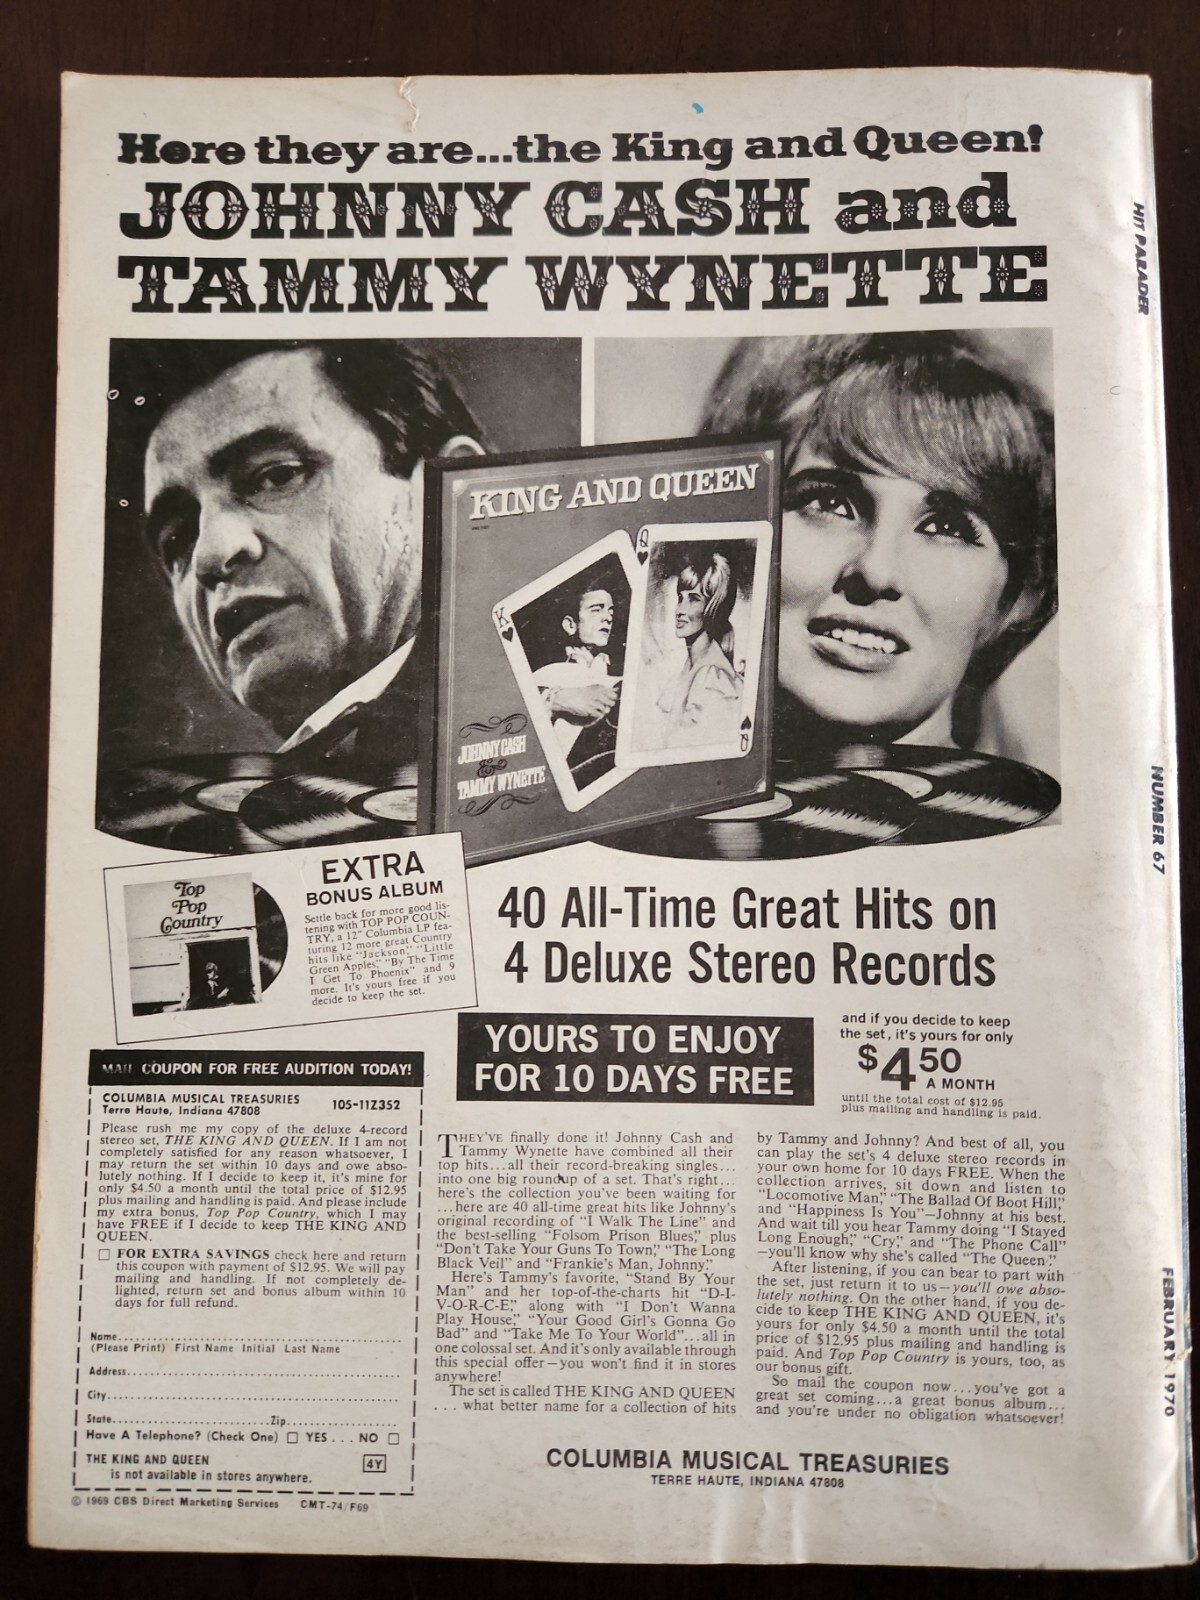 Here they are...the King and Queen!
JOHNNY CASH and
TAMMY WYNETTE
KING AND QUEEN
K
Q
Q
JOHNNY CASH
&
TAMMY WYNETTE
Top
Pop
Country
EXTRA
BONUS ALBUM
Settle back for more good lis-
tening with TOP POP COUN-
TRY, a 12" Columbia LP fea-
turing 12 more great Country
hits like "Jackson," "Little
Green Apples," "By The Time
I Get To Phoenix" and 9
more. It's yours free if you
decide to keep the set.
40 All-Time Great Hits on
4 Deluxe Stereo Records
YOURS TO ENJOY
FOR 10 DAYS FREE
and if you decide to keep
the set, it's yours for only
$4.50
A MONTH
until the total cost of $12.95
plus mailing and handling is paid.
MAIL COUPON FOR FREE AUDITION TODAY!
COLUMBIA MUSICAL TREASURIES
Terre Haute, Indiana 47808
105-11Z352
Please rush me my copy of the deluxe 4-record
stereo set, THE KING AND QUEEN. If I am not
completely satisfied for any reason whatsoever, I
may return the set within 10 days and owe abso-
lutely nothing. If I decide to keep it, it's mine for
only $4.50 a month until the total price of $12.95
plus mailing and handling is paid. And please include
my extra bonus, Top Pop Country, which I may
have FREE if I decide to keep THE KING AND
QUEEN.
FOR EXTRA SAVINGS check here and return
this coupon with payment of $12.95. We will pay
mailing and handling. If not completely de-
lighted, return set and bonus album within 10
days for full refund.
Name
(Please Print) First Name Initial Last Name
Address
City
State Zip
Have A Telephone? (Check One) YES ... NO
THE KING AND QUEEN
is not available in stores anywhere.
4Y
© 1969 CBS Direct Marketing Services CMT-74/F69
THEY'VE finally done it! Johnny Cash and
Tammy Wynette have combined all their
top hits...all their record-breaking singles...
into one big roundup of a set. That's right...
here's the collection you've been waiting for
...here are 40 all-time great hits like Johnny's
original recording of "I Walk The Line" and
the best-selling "Folsom Prison Blues," plus
"Don't Take Your Guns To Town," "The Long
Black Veil" and "Frankie's Man, Johnny."
Here's Tammy's favorite, "Stand By Your
Man" and her top-of-the-charts hit "D-I-
V-O-R-C-E," along with "I Don't Wanna
Play House," "Your Good Girl's Gonna Go
Bad" and "Take Me To Your World"...all in
one colossal set. And it's only available through
this special offer—you won't find it in stores
anywhere!
The set is called THE KING AND QUEEN
... what better name for a collection of hits
by Tammy and Johnny? And best of all, you
can play the set's 4 deluxe stereo records in
your own home for 10 days FREE. When the
collection arrives, sit down and listen to
"Locomotive Man," "The Ballad Of Boot Hill,"
and "Happiness Is You"—Johnny at his best.
And wait till you hear Tammy doing "I Stayed
Long Enough," "Cry," and "The Phone Call"
—you'll know why she's called "The Queen."
After listening, if you can bear to part with
the set, just return it to us—you'll owe abso-
lutely nothing. On the other hand, if you de-
cide to keep THE KING AND QUEEN, it's
yours for only $4.50 a month until the total
price of $12.95 plus mailing and handling is
paid. And Top Pop Country is yours, too, as
our bonus gift.
So mail the coupon now...you've got a
great set coming...a great bonus album...
and you're under no obligation whatsoever!
COLUMBIA MUSICAL TREASURIES
TERRE HAUTE, INDIANA 47808
HIT PARADER
NUMBER 67
FEBRUARY 1970